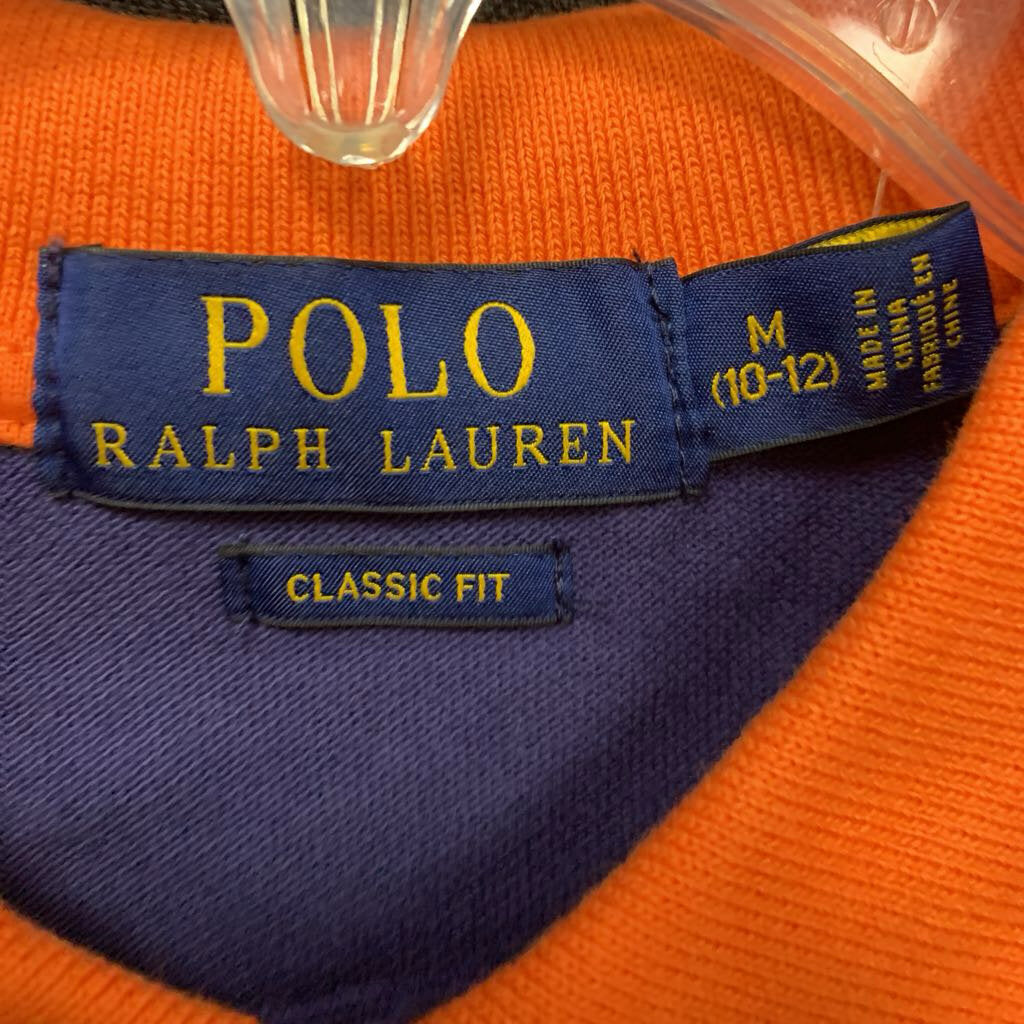 POLO
RALPH LAUREN
M
(10-12)
MADE IN
CHINA
FABRIQUÉ EN
CHINE
CLASSIC FIT